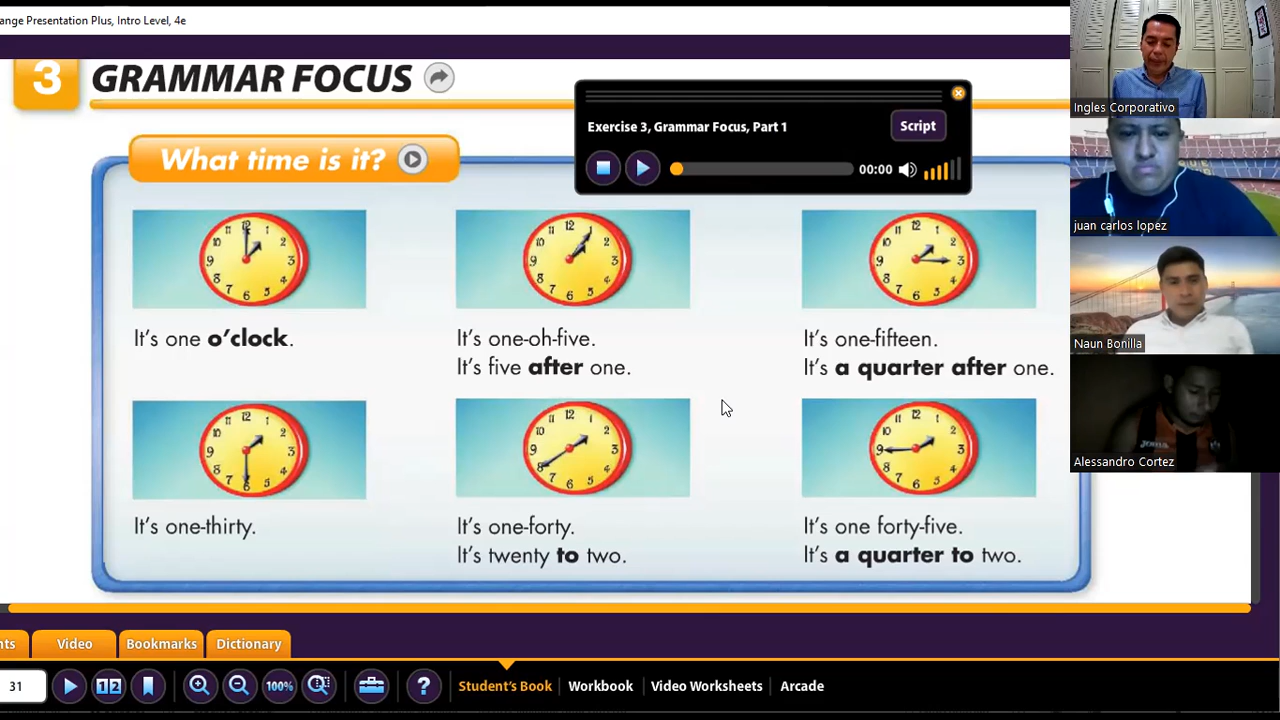 ange Presentation Plus, Intro Level, 4e
3 GRAMMAR FOCUS
What time is it?
Exercise 3, Grammar Focus, Part 1
Script
00:00
It's one o'clock.
It's one-oh-five.
It's five after one.
It's one-fifteen.
It's a quarter after one.
It's one-thirty.
It's one-forty.
It's twenty to two.
It's one forty-five.
It's a quarter to two.
Ingles Corporativo
juan carlos lopez
Naun Bonilla
Alessandro Cortez
nts
Video
Bookmarks
Dictionary
31
1 2
100%
?
Student's Book
Workbook
Video Worksheets
Arcade